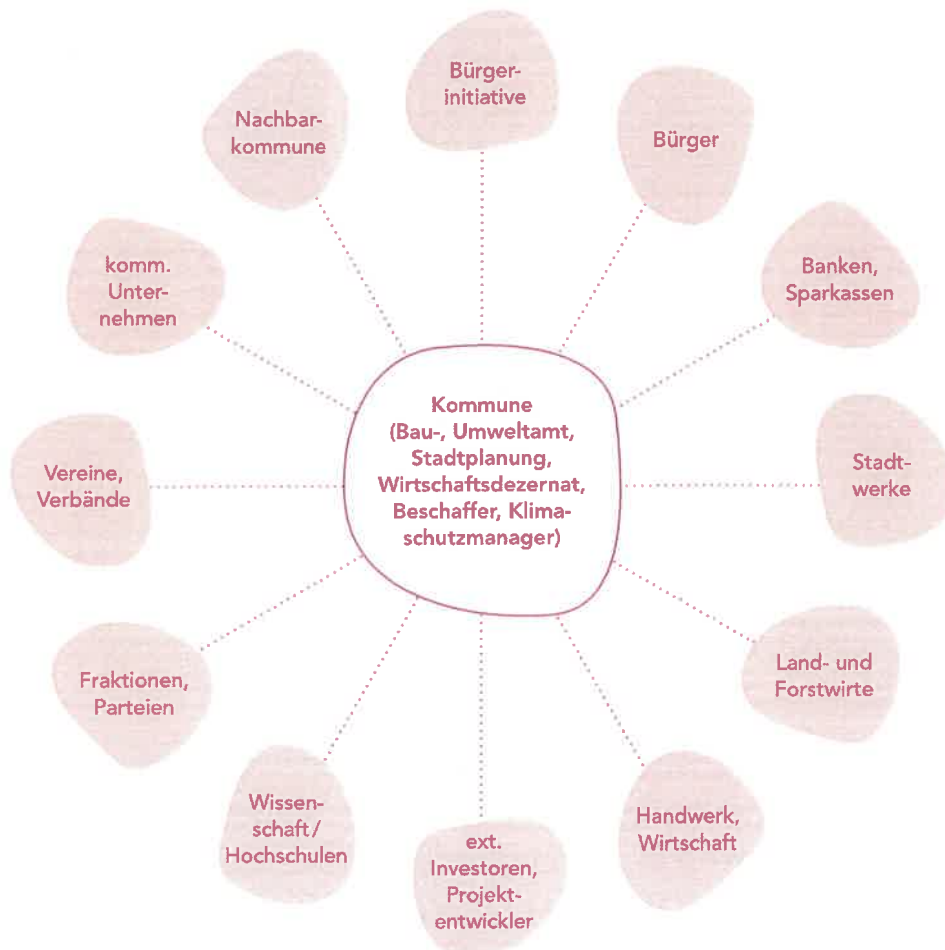 Bürger-
initiative
Bürger
Nachbar-
kommune
Banken,
Sparkassen
komm.
Unter-
nehmen
Kommune
(Bau-, Umweltamt,
Stadtplanung,
Wirtschaftsdezernat,
Beschaffer, Klima-
schutzmanager)
Stadt-
werke
Vereine,
Verbände
Land- und
Forstwirte
Fraktionen,
Parteien
Handwerk,
Wirtschaft
Wissen-
schaft/
Hochschulen
ext.
Investoren,
Projekt-
entwickler